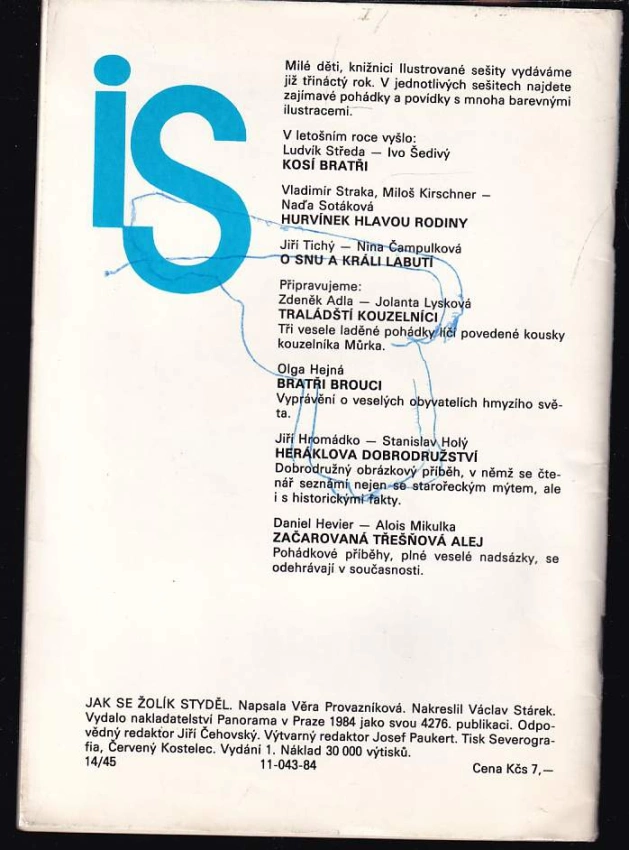 iS
Milé děti, knižnici Ilustrované sešity vydáváme
již třináctý rok. V jednotlivých sešitech najdete
zajímavé pohádky a povídky s mnoha barevnými
ilustracemi.
V letošním roce vyšlo:
Ludvík Středa — Ivo Šedivý
KOSÍ BRATŘI
Vladimír Straka, Miloš Kirschner —
Naďa Sotáková
HURVÍNEK HLAVOU RODINY
Jiří Tichý — Nina Čampulková
O SNU A KRÁLI LABUTÍ
Připravujeme:
Zdeněk Adla — Jolanta Lysková
TRALÁDŠTÍ KOUZELNÍCI
Tři vesele laděné pohádky líčí povedené kousky
kouzelníka Műrka.
Olga Hejná
BRATŘI BROUCI
Vyprávění o veselých obyvatelích hmyzího svě-
ta.
Jiří Hromádko — Stanislav Holý
HERAKLOVA DOBRODRUŽSTVÍ
Dobrodružný obrázkový příběh, v němž se čte-
nář seznámí nejen se starořeckým mýtem, ale
i s historickými fakty.
Daniel Hevier — Alois Mikulka
ZAČAROVANÁ TŘEŠŇOVÁ ALEJ
Pohádkové příběhy, plné veselé nadsázky, se
odehrávají v současnosti.
JAK SE ŽOLÍK STYDĚL. Napsala Věra Provazníková. Nakreslil Václav Stárek.
Vydalo nakladatelství Panorama v Praze 1984 jako svou 4276. publikaci. Odpo-
vědný redaktor Jiří Čehovský. Výtvarný redaktor Josef Paukert. Tisk Severogra-
fia, Červený Kostelec. Vydání 1. Náklad 30 000 výtisků.
14/45 11-043-84 Cena Kčs 7,—